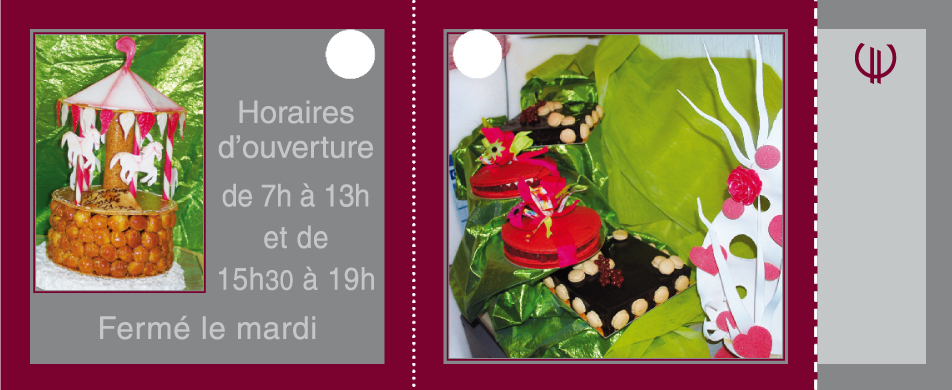 Horaires
d'ouverture
de 7h à 13h
et de
15h30 à 19h
Fermé le mardi